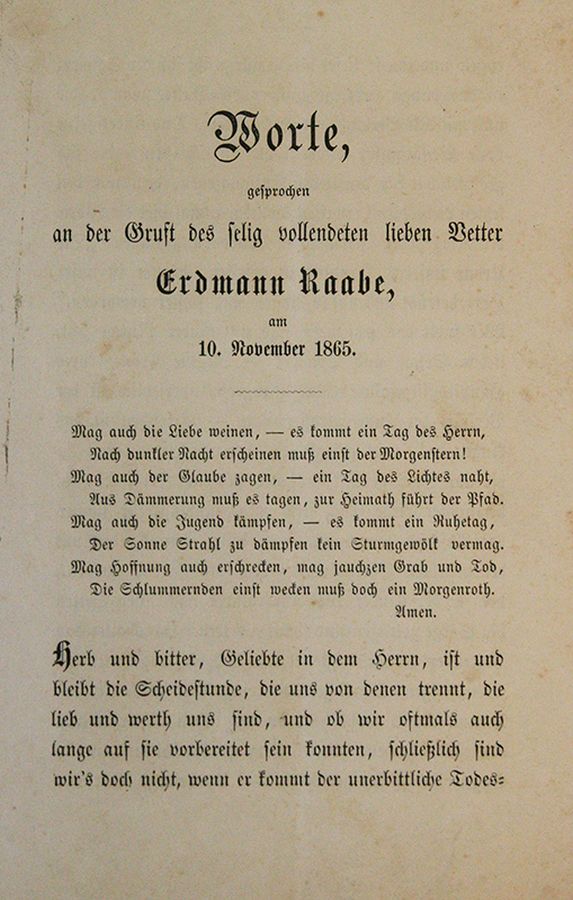 Worte,
gesprochen
an der Gruft des selig vollendeten lieben Vetter
Erdmann Raabe,
am
10. November 1865.
Mag auch die Liebe weinen, — es kommt ein Tag des Herrn,
Nach dunkler Nacht erscheinen muß einst der Morgenstern!
Mag auch der Glaube zagen, — ein Tag des Lichtes naht,
Aus Dämmerung muß es tagen, zur Heimath führt der Pfad.
Mag auch die Jugend kämpfen, — es kommt ein Ruhetag,
Der Sonne Strahl zu dämpfen kein Sturmgewölk vermag.
Mag Hoffnung auch erschrecken, mag jauchzen Grab und Tod,
Die Schlummernden einst wecken muß doch ein Morgenroth.
Amen.
Herb und bitter, Geliebte in dem Herrn, ist und
bleibt die Scheidestunde, die uns von denen trennt, die
lieb und werth uns sind, und ob wir oftmals auch
lange auf sie vorbereitet sein konnten, schließlich sind
wir's doch nicht, wenn er kommt der unerbittliche Todes-